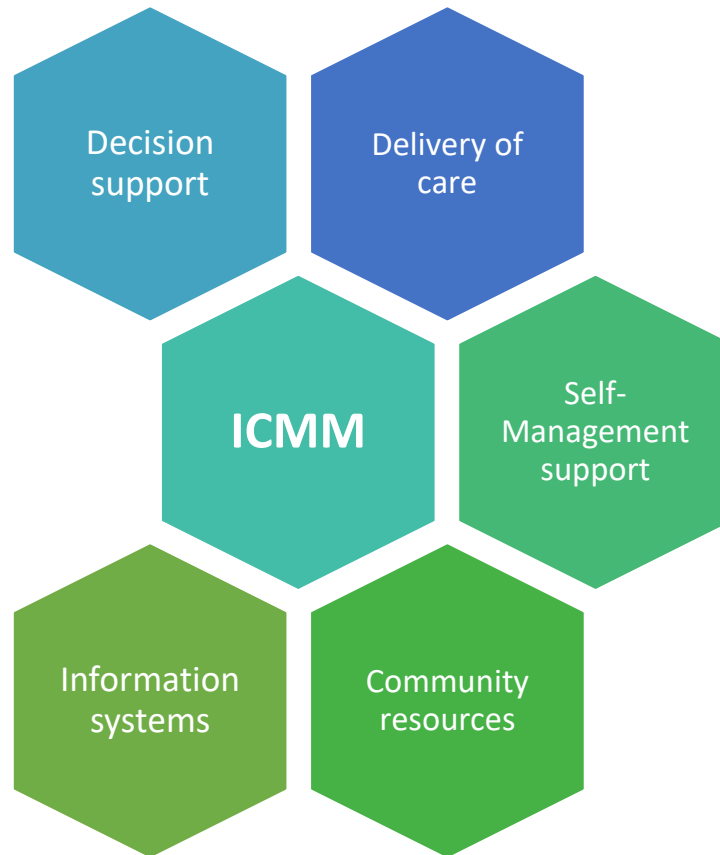 Decision
support
Delivery of
care
ICMM
Self-
Management
support
Information
systems
Community
resources